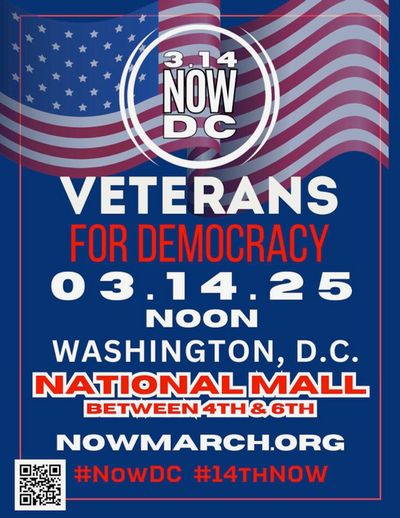 3.14
NOW
DC
VETERANS
FOR DEMOCRACY
03.14.25
NOON
WASHINGTON, D.C.
NATIONAL MALL
BETWEEN 4TH & 6TH
NOWMARCH.ORG
#NOWDC #14THNOW